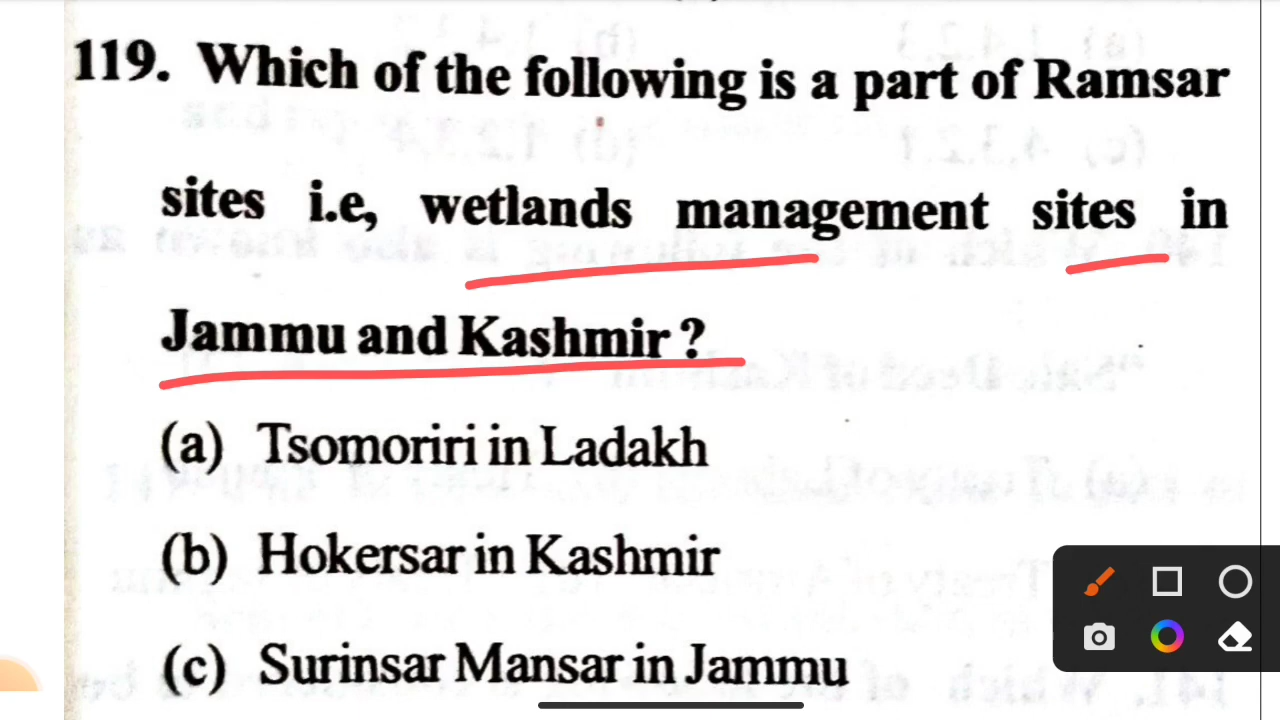 119. Which of the following is a part of Ramsar
sites i.e, wetlands management sites in
Jammu and Kashmir ?
(a) Tsomoriri in Ladakh
(b) Hokersar in Kashmir
(c) Surinsar Mansar in Jammu